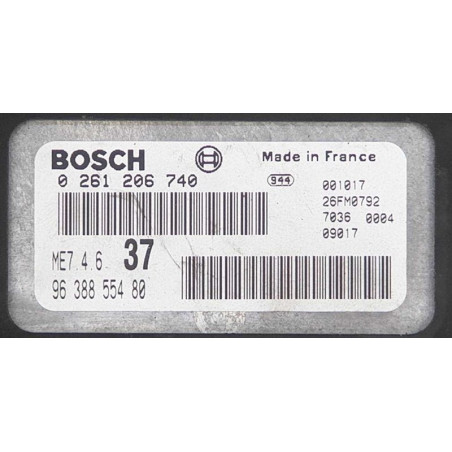 BOSCH
Made in France
0 261 206 740
944
001017
26FM0792
7036 0004
09017
ME7.4.6 37
96 388 554 80